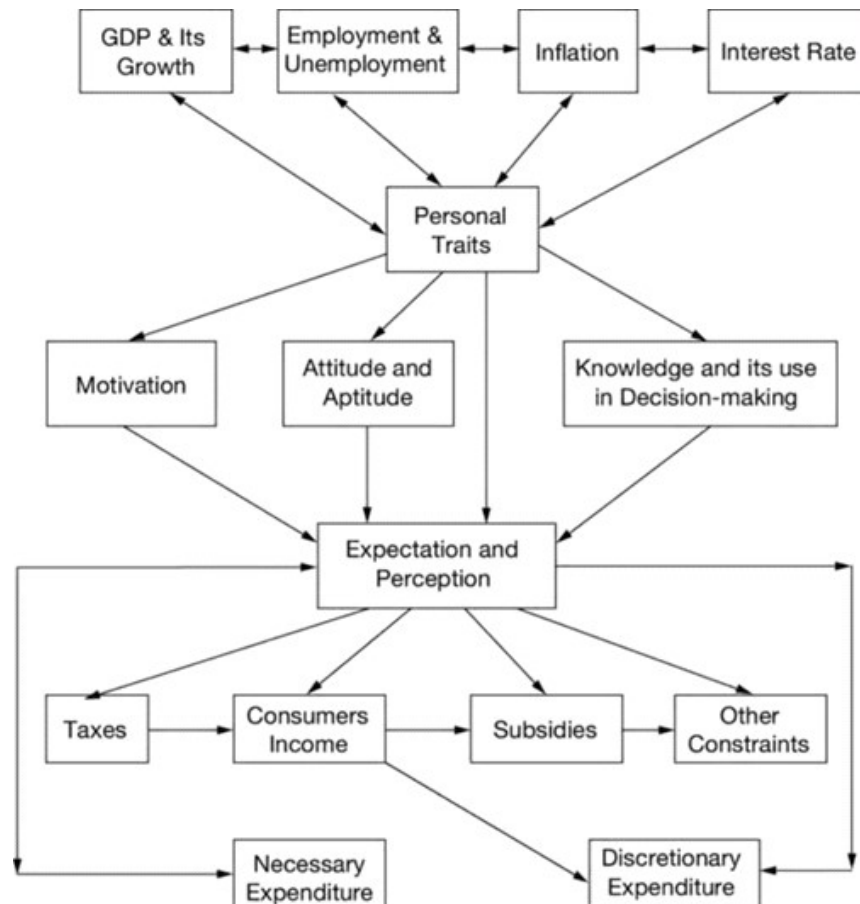 GDP & Its
Growth
Employment &
Unemployment
Inflation
Interest Rate
Personal
Traits
Motivation
Attitude and
Aptitude
Knowledge and its use
in Decision-making
Expectation and
Perception
Taxes
Consumers
Income
Subsidies
Other
Constraints
Necessary
Expenditure
Discretionary
Expenditure